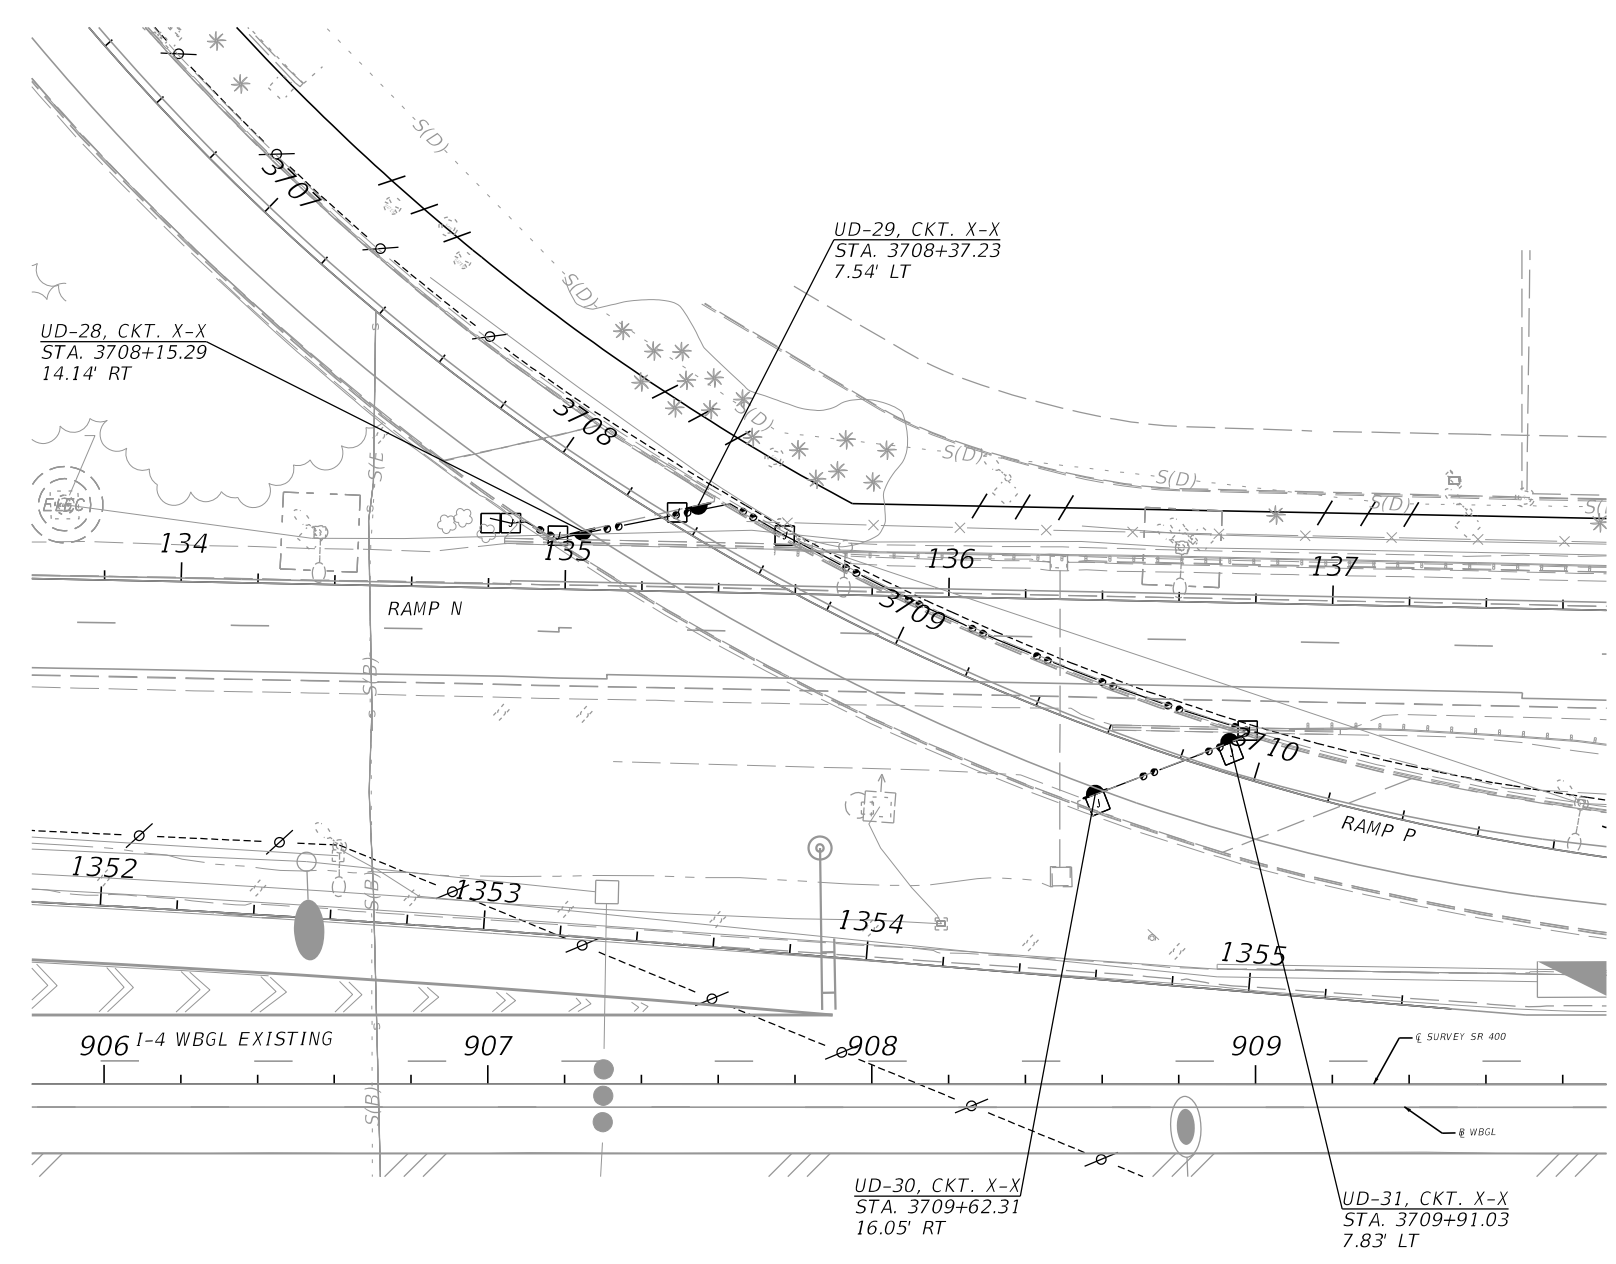 S(D)
3707
UD-29, CKT. X-X
STA. 3708+37.23
7.54' LT
S(D)
UD-28, CKT. X-X
STA. 3708+15.29
14.14' RT
3708
S(D)
S(D)
S(D)
S(D)
S(
S(E
ELEC
134
135
136
137
RAMP N
3709
S(B)
3710
RAMP P
1352
1353
1354
1355
S(B)
906
I-4 WBGL EXISTING
907
908
909
℄ SURVEY SR 400
S(B)
WBGL
UD-30, CKT. X-X
STA. 3709+62.31
16.05' RT
UD-31, CKT. X-X
STA. 3709+91.03
7.83' LT